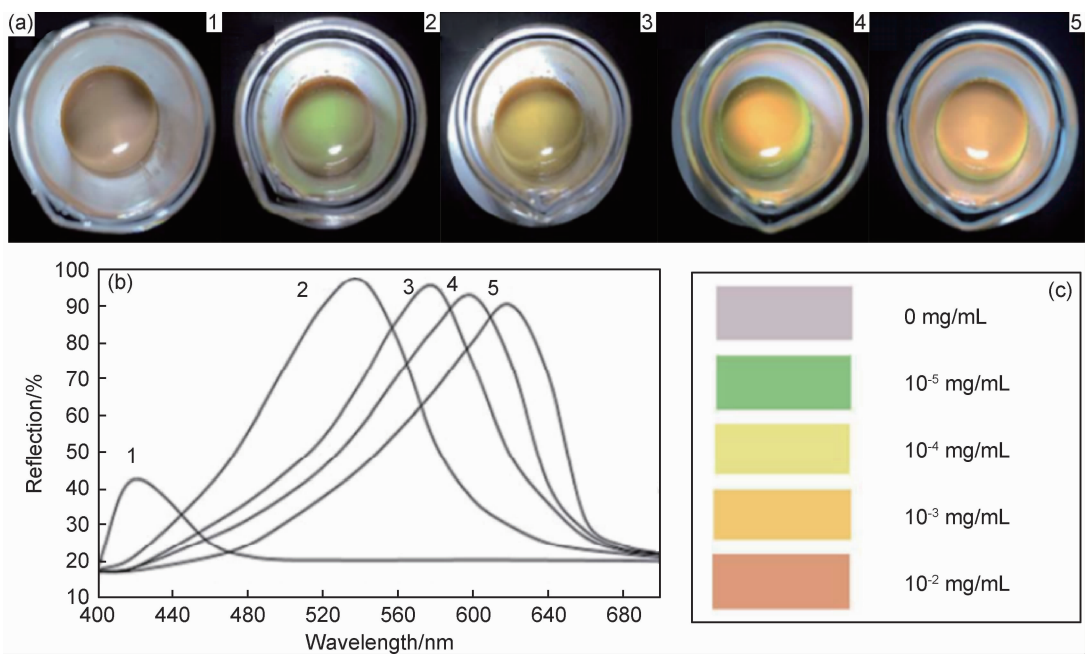 (a) 1 2 3 4 5
(b)
100
90
80
70
60
50
40
30
20
10
Reflection/%
1
2
3
4
5
400 440 480 520 560 600 640 680
Wavelength/nm
(c)
0 mg/mL
10⁻⁵ mg/mL
10⁻⁴ mg/mL
10⁻³ mg/mL
10⁻² mg/mL